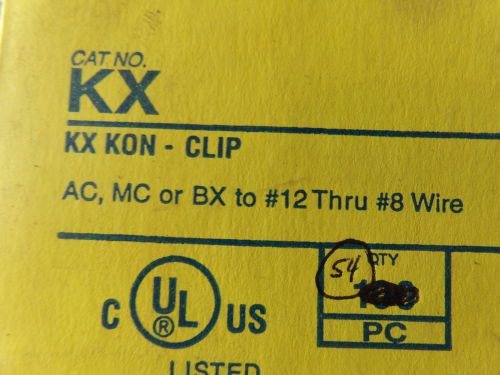 CAT NO.
KX
KX KON - CLIP
AC, MC or BX to #12 Thru #8 Wire
QTY
54
C UL ® US
PC
LISTED